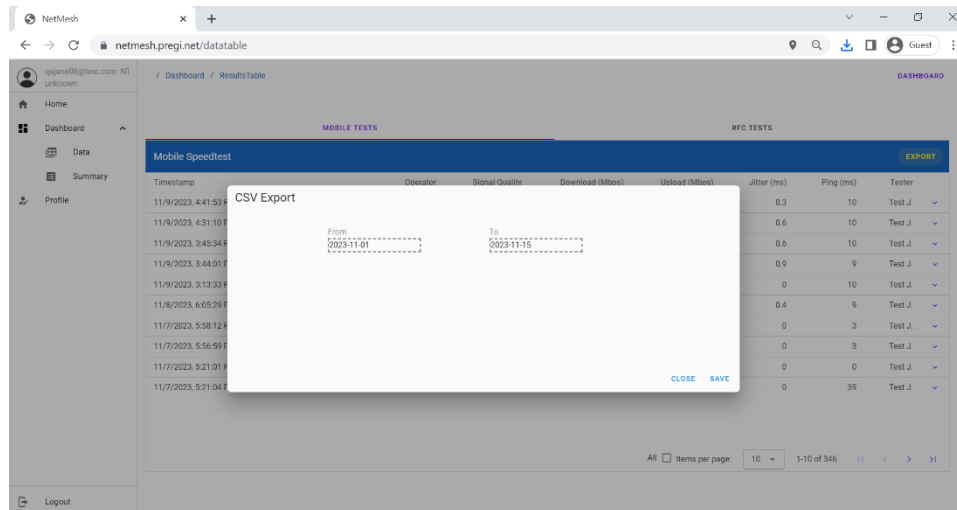 NetMesh
netmesh.pregi.net/datatable
Guest
qajane06@test.com NT
unknown
/ Dashboard / ResultsTable
DASHBOARD
Home
Dashboard
Data
Summary
Profile
MOBILE TESTS
RFC TESTS
Mobile Speedtest
EXPORT
Timestamp Operator Signal Quality Download (Mbps) Upload (Mbps) Jitter (ms) Ping (ms) Tester
11/9/2023, 4:41:53 P 0.3 10 Test J.
11/9/2023, 4:31:10 P 0.6 10 Test J.
11/9/2023, 3:45:34 P 0.6 10 Test J.
11/9/2023, 3:44:01 P 0.9 9 Test J.
11/9/2023, 3:13:33 P 0 10 Test J.
11/8/2023, 6:05:29 P 0.4 9 Test J.
11/7/2023, 5:58:12 P 0 3 Test J.
11/7/2023, 5:56:59 P 0 3 Test J.
11/7/2023, 5:21:01 P 0 0 Test J.
11/7/2023, 5:21:04 P 0 39 Test J.
CSV Export
From
2023-11-01
To
2023-11-15
CLOSE SAVE
All Items per page: 10 1-10 of 346
Logout